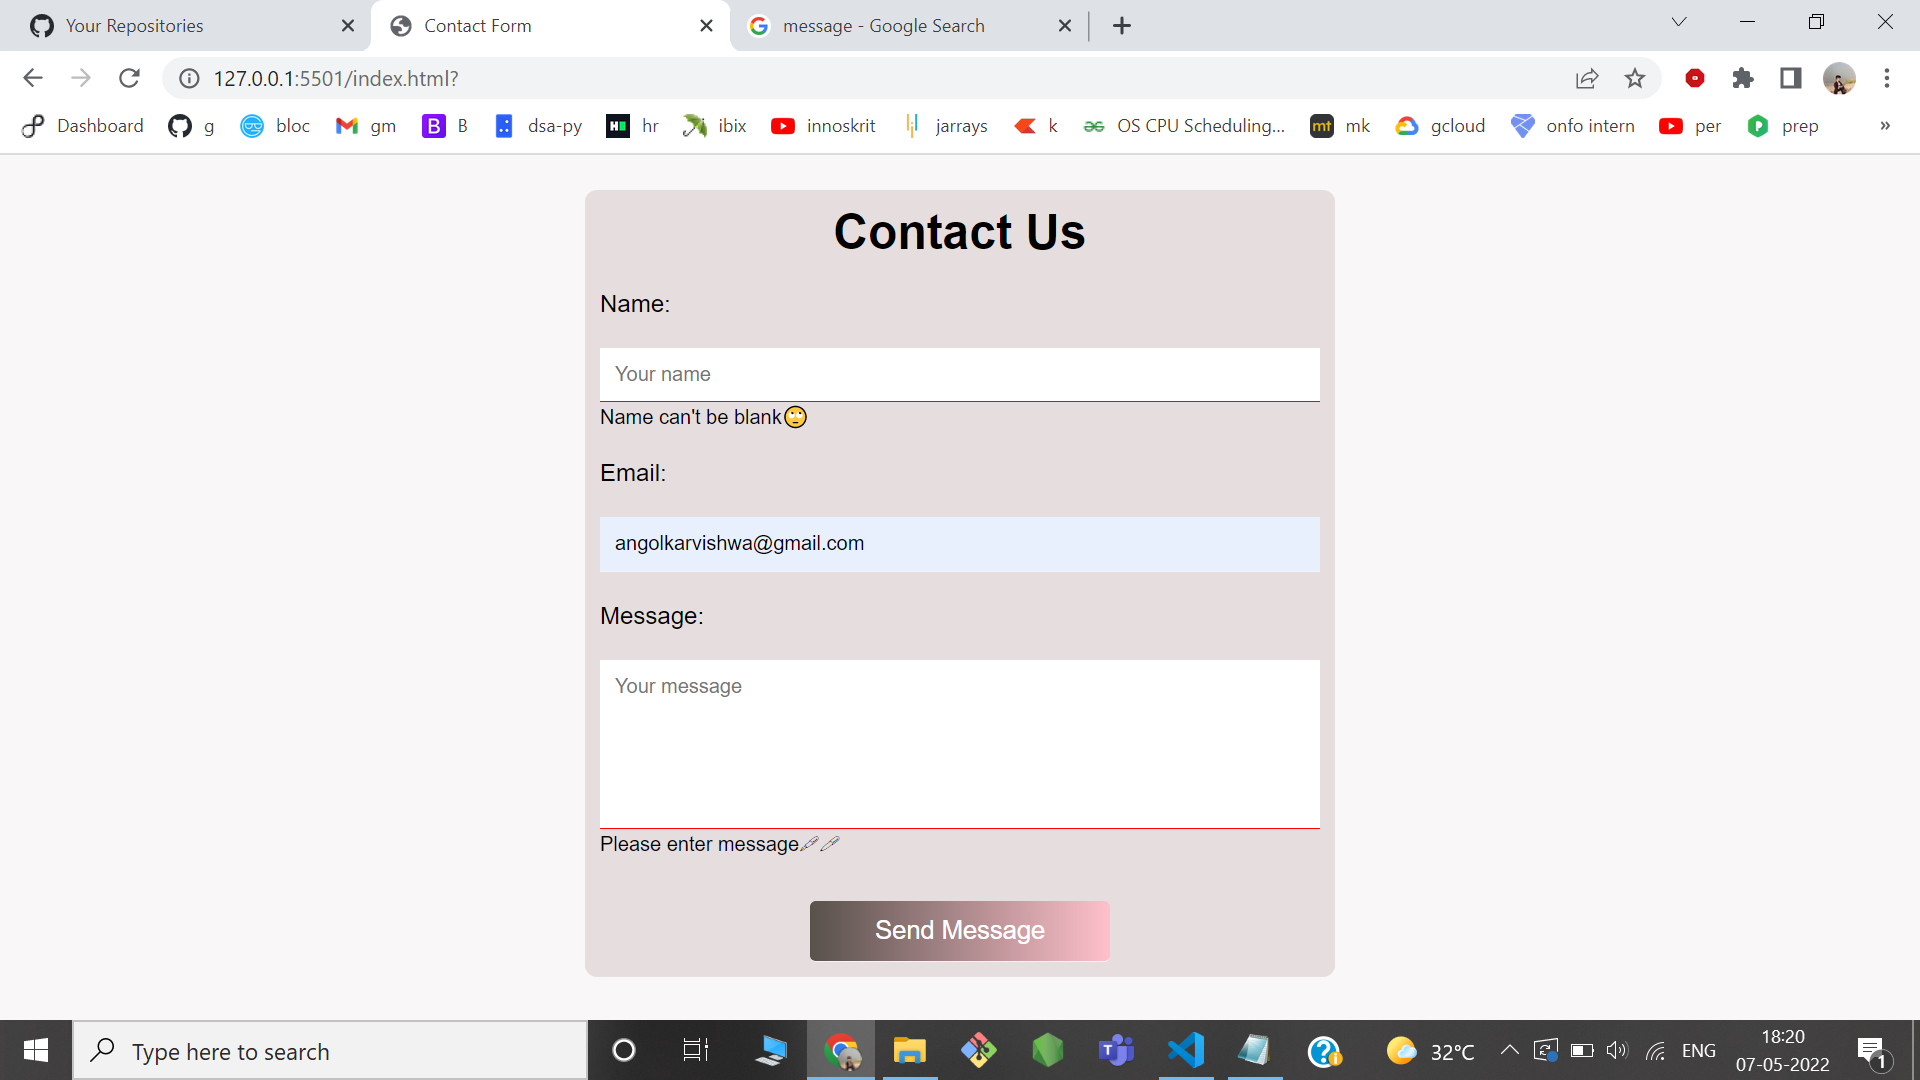 Your Repositories
Contact Form
message - Google Search
127.0.0.1:5501/index.html?
Dashboard g bloc gm B B dsa-py hr ibix innoskrit jarrays k OS CPU Scheduling... mt mk gcloud onfo intern per prep »
Contact Us
Name:
Your name
Name can't be blank🙄
Email:
angolkarvishwa@gmail.com
Message:
Your message
Please enter message🖊🖊
Send Message
Type here to search
32°C
ENG
18:20
07-05-2022
1